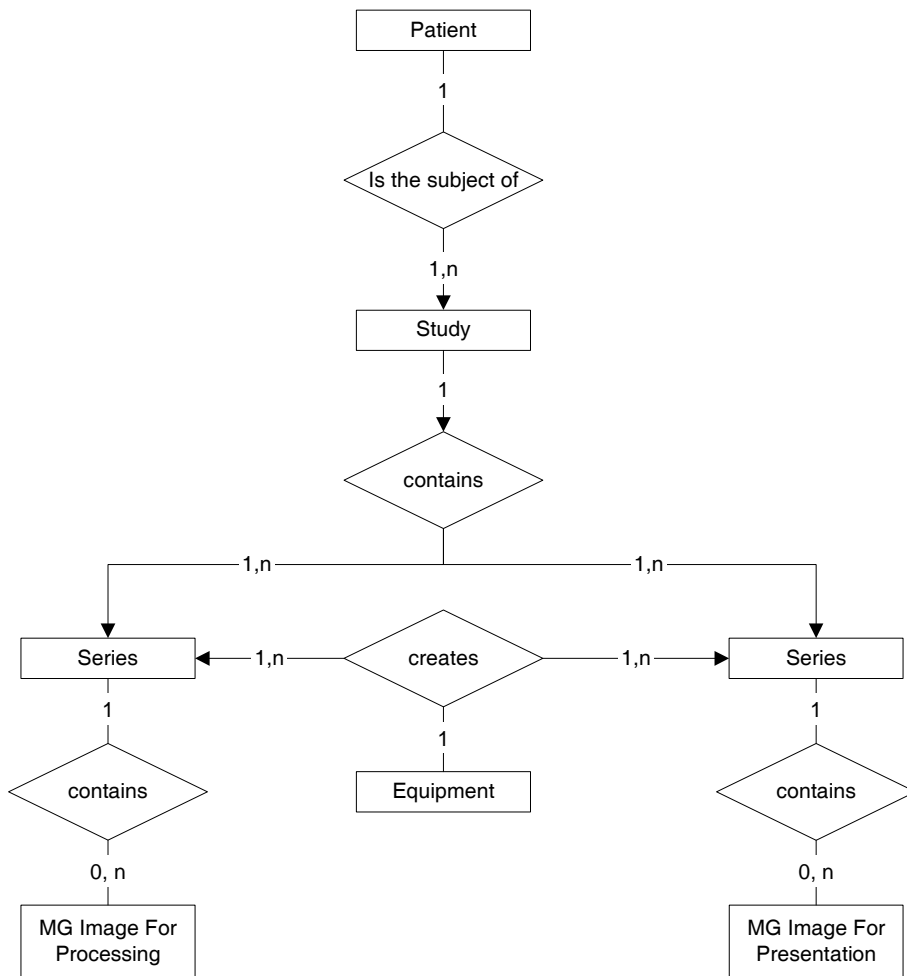 Patient
1
Is the subject of
1,n
Study
1
contains
1,n
1,n
Series
1,n
creates
1,n
Series
1
1
1
contains
Equipment
contains
0, n
0, n
MG Image For
Processing
MG Image For
Presentation